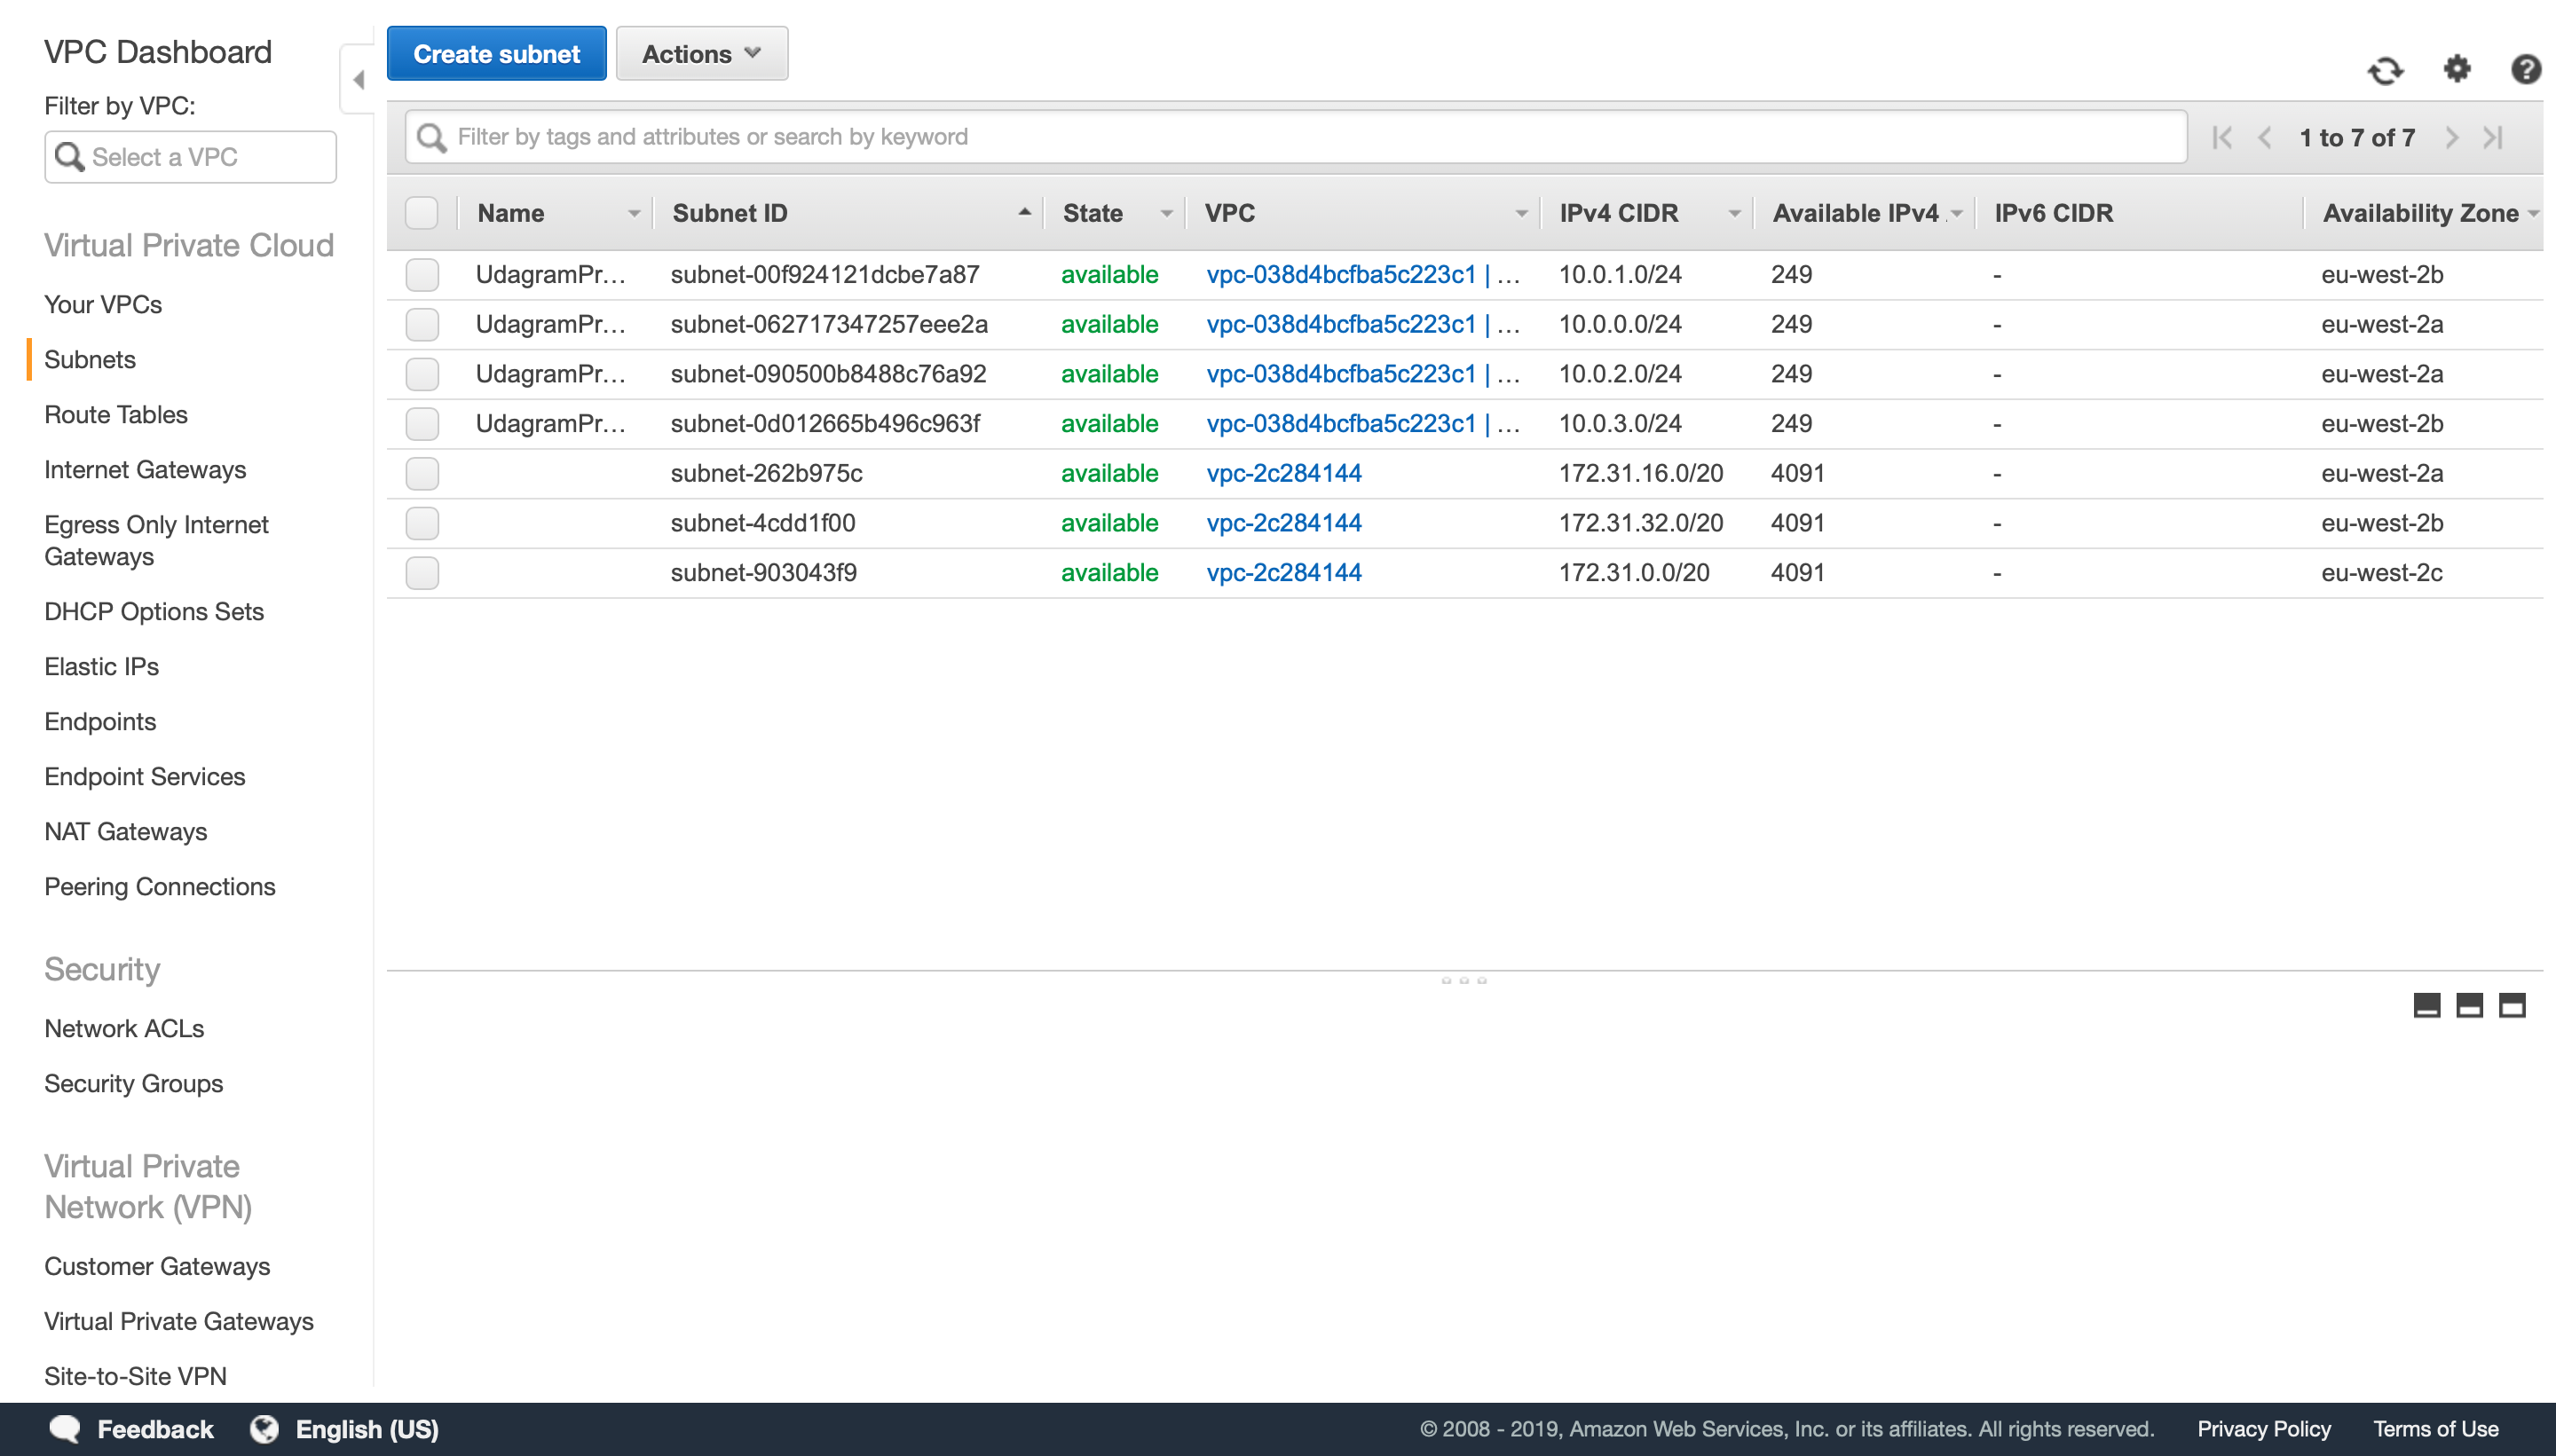 VPC Dashboard
Filter by VPC:
Select a VPC
Virtual Private Cloud
Your VPCs
Subnets
Route Tables
Internet Gateways
Egress Only Internet
Gateways
DHCP Options Sets
Elastic IPs
Endpoints
Endpoint Services
NAT Gateways
Peering Connections
Security
Network ACLs
Security Groups
Virtual Private
Network (VPN)
Customer Gateways
Virtual Private Gateways
Site-to-Site VPN
Create subnet Actions
Filter by tags and attributes or search by keyword 1 to 7 of 7
Name Subnet ID State VPC IPv4 CIDR Available IPv4 IPv6 CIDR Availability Zone
UdagramPr... subnet-00f924121dcbe7a87 available vpc-038d4bcfba5c223c1 | ... 10.0.1.0/24 249 - eu-west-2b
UdagramPr... subnet-062717347257eee2a available vpc-038d4bcfba5c223c1 | ... 10.0.0.0/24 249 - eu-west-2a
UdagramPr... subnet-090500b8488c76a92 available vpc-038d4bcfba5c223c1 | ... 10.0.2.0/24 249 - eu-west-2a
UdagramPr... subnet-0d012665b496c963f available vpc-038d4bcfba5c223c1 | ... 10.0.3.0/24 249 - eu-west-2b
subnet-262b975c available vpc-2c284144 172.31.16.0/20 4091 - eu-west-2a
subnet-4cdd1f00 available vpc-2c284144 172.31.32.0/20 4091 - eu-west-2b
subnet-903043f9 available vpc-2c284144 172.31.0.0/20 4091 - eu-west-2c
Feedback English (US) © 2008 - 2019, Amazon Web Services, Inc. or its affiliates. All rights reserved. Privacy Policy Terms of Use